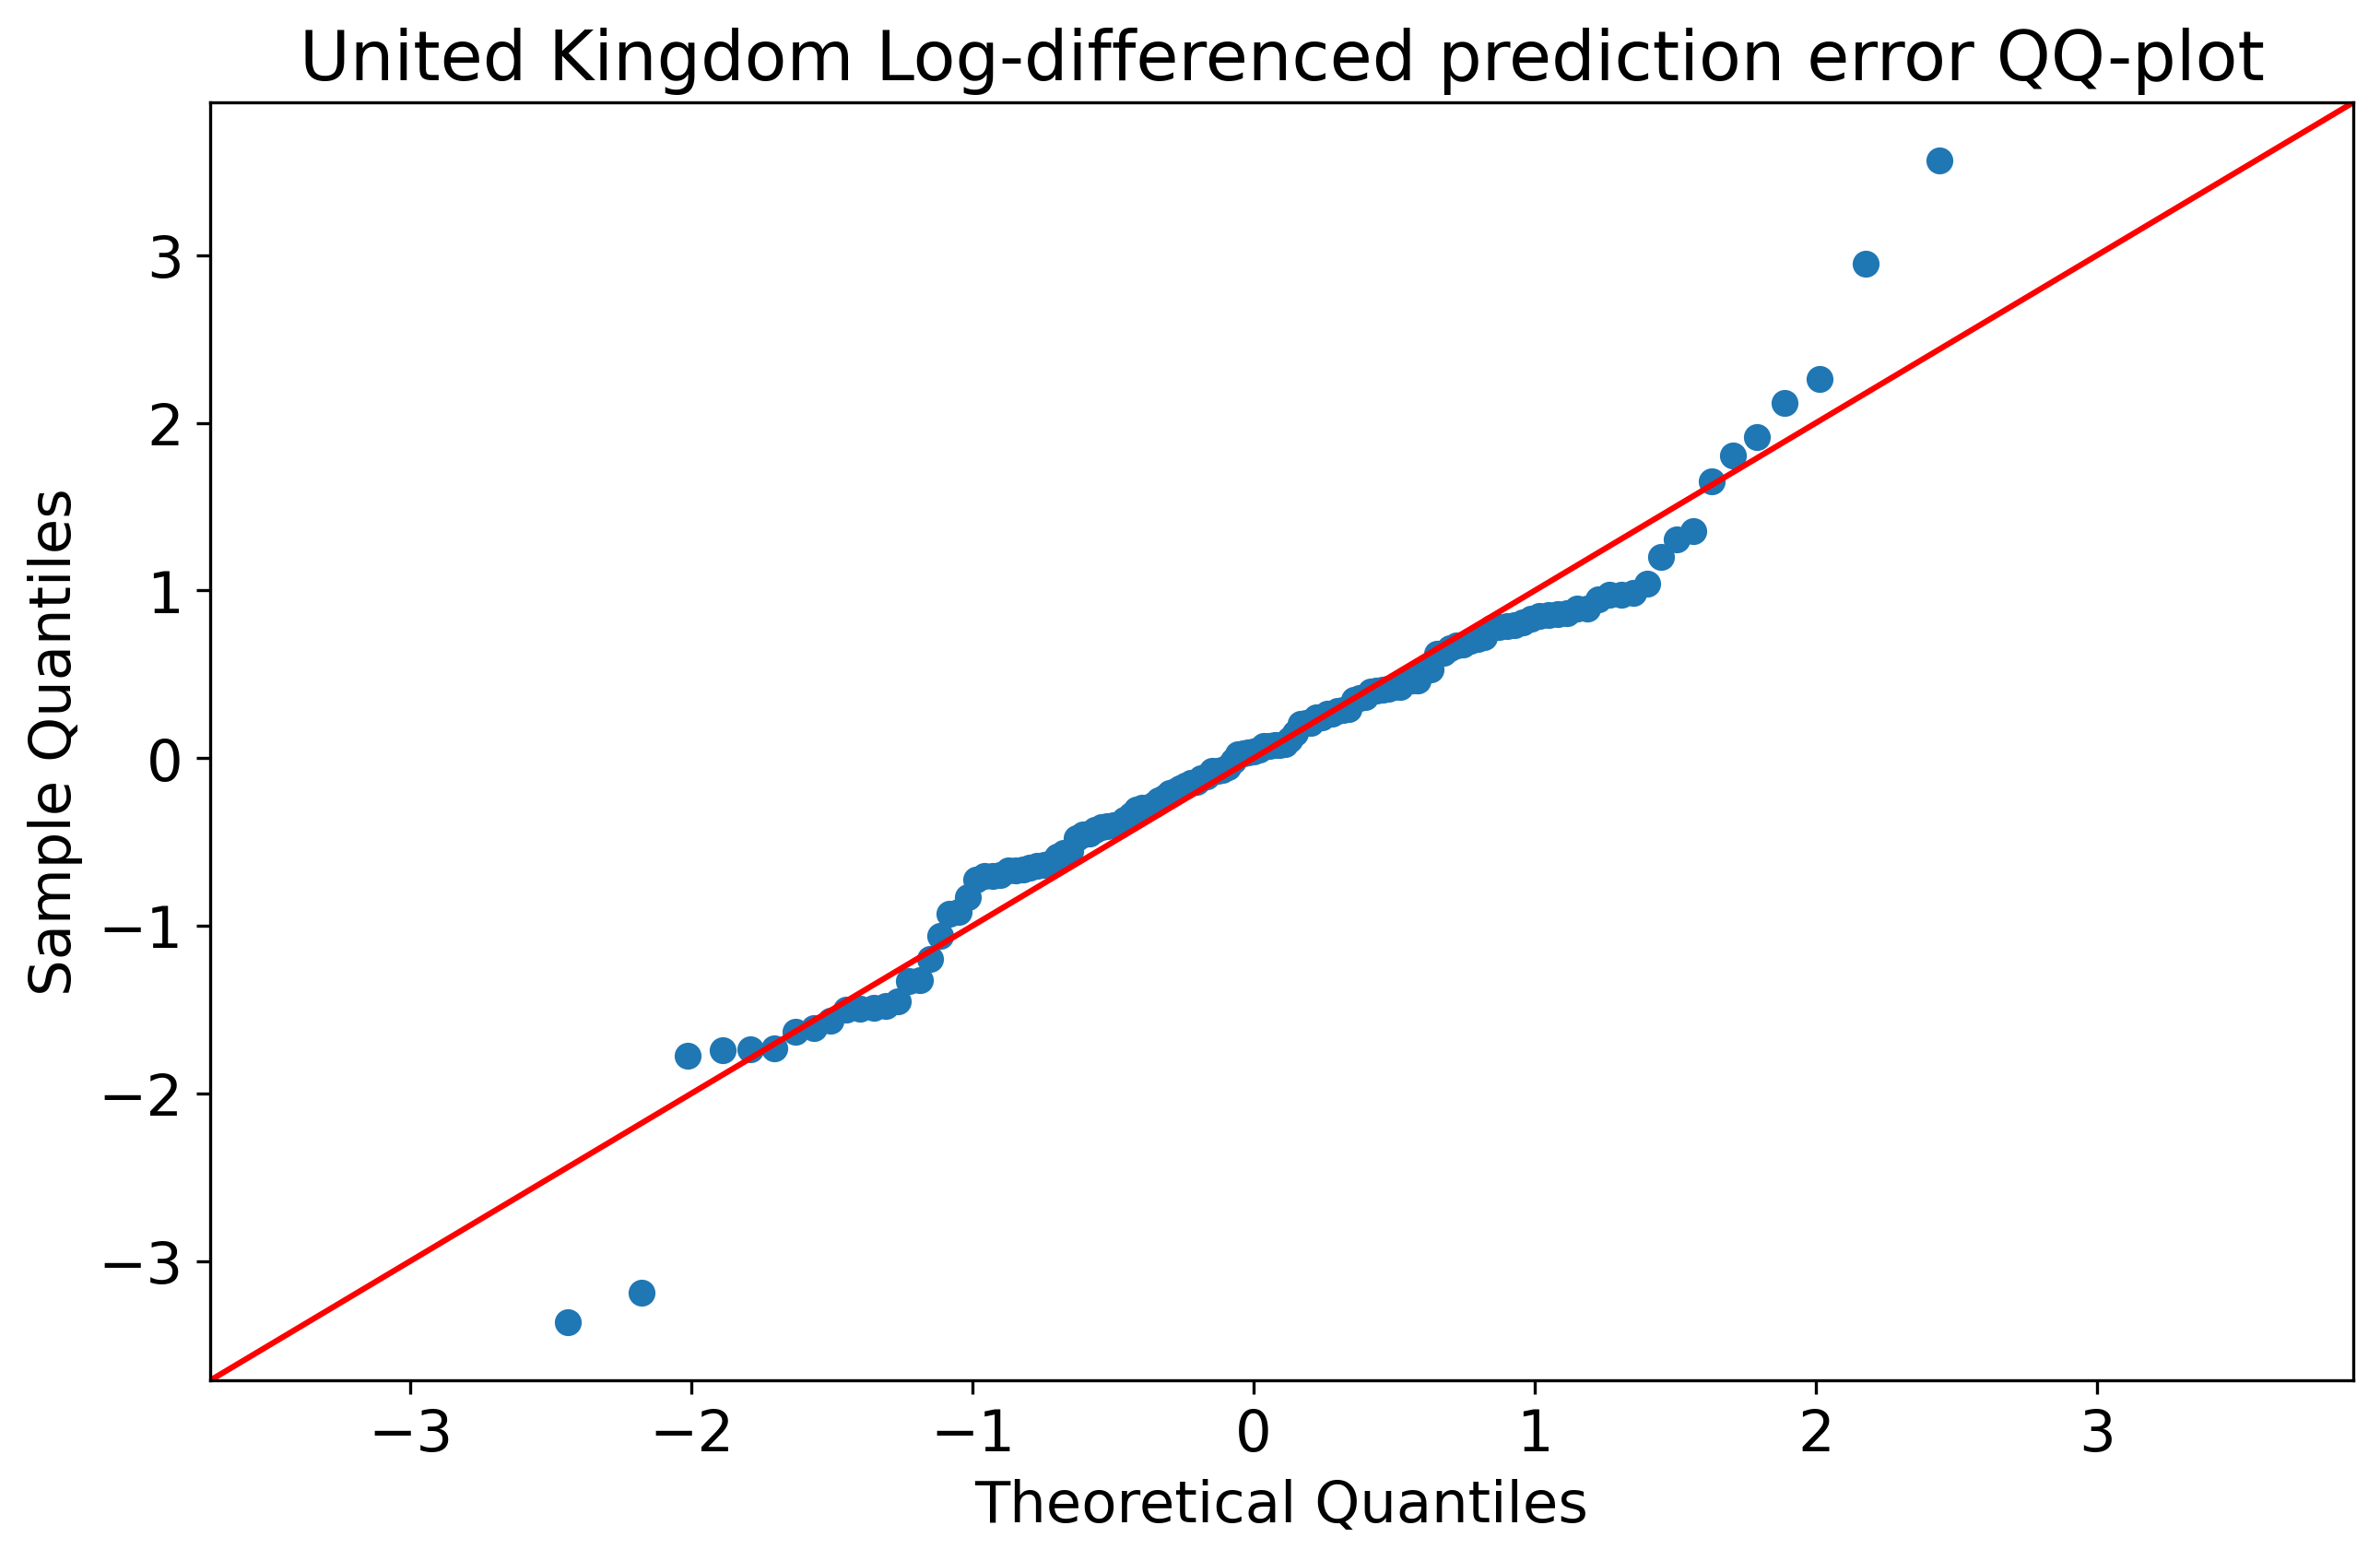 United Kingdom Log-differenced prediction error QQ-plot
3
2
1
0
−1
−2
−3
Sample Quantiles
−3 −2 −1 0 1 2 3
Theoretical Quantiles